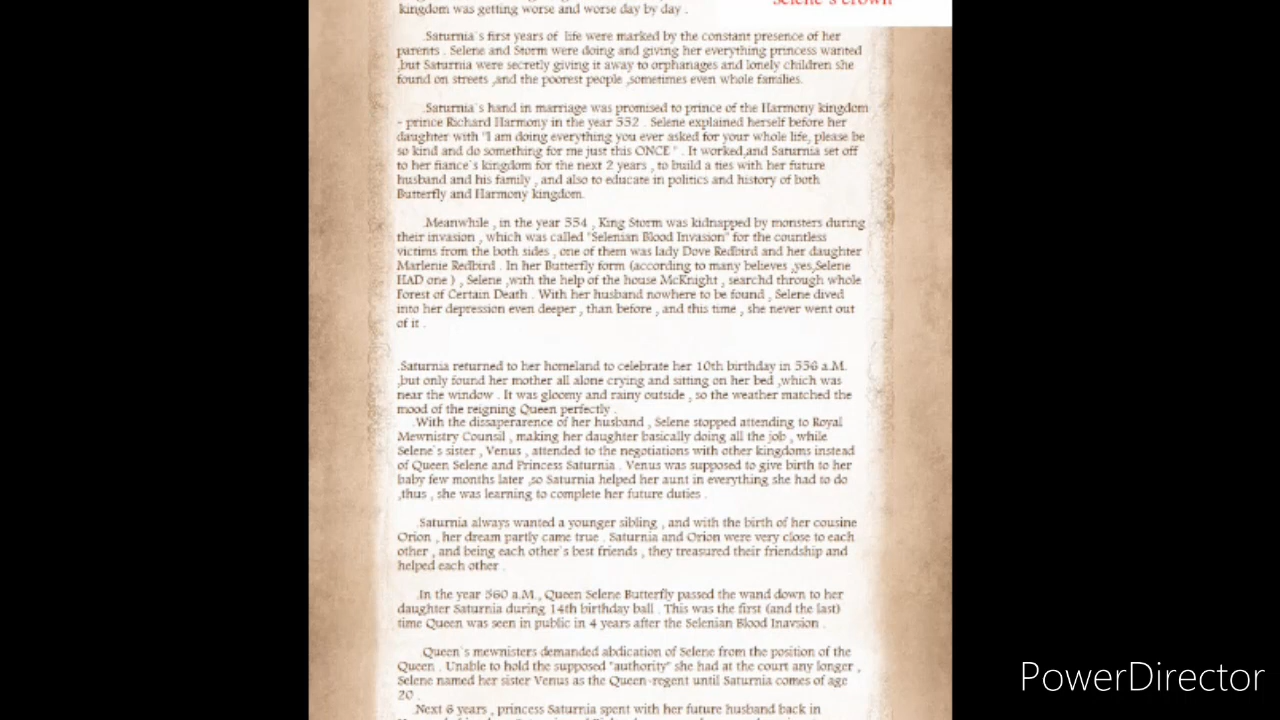 Selene's crown
kingdom was getting worse and worse day by day .
.Saturnia's first years of life were marked by the constant presence of her
parents . Selene and Storm were doing and giving her everything princess wanted
,but Saturnia were secretly giving it away to orphanages and lonely children she
found on streets ,and the poorest people ,sometimes even whole families.
Saturnia's hand in marriage was promised to prince of the Harmony kingdom
- prince Richard Harmony in the year 552 . Selene explained herself before her
daughter with "I am doing everything you ever asked for your whole life, please be
so kind and do something for me just this ONCE " . It worked,and Saturnia set off
to her fiance's kingdom for the next 2 years , to build a ties with her future
husband and his family , and also to educate in politics and history of both
Butterfly and Harmony kingdom.
.Meanwhile , in the year 554 , King Storm was kidnapped by monsters during
their invasion , which was called "Selenian Blood Invasion" for the countless
victims from the both sides , one of them was lady Dove Redbird and her daughter
Marlenie Redbird . In her Butterfly form (according to many believes ,yes,Selene
HAD one ) , Selene ,with the help of the house McKnight , searchd through whole
Forest of Certain Death . With her husband nowhere to be found , Selene dived
into her depression even deeper , than before , and this time , she never went out
of it .
.Saturnia returned to her homeland to celebrate her 10th birthday in 556 a.M.
,but only found her mother all alone crying and sitting on her bed ,which was
near the window . It was gloomy and rainy outside , so the weather matched the
mood of the reigning Queen perfectly .
.With the dissaperarence of her husband , Selene stopped attending to Royal
Mewnistry Counsil , making her daughter basically doing all the job , while
Selene's sister , Venus , attended to the negotiations with other kingdoms instead
of Queen Selene and Princess Saturnia . Venus was supposed to give birth to her
baby few months later ,so Saturnia helped her aunt in everything she had to do
,thus , she was learning to complete her future duties .
.Saturnia always wanted a younger sibling , and with the birth of her cousine
Orion , her dream partly came true . Saturnia and Orion were very close to each
other , and being each other's best friends , they treasured their friendship and
helped each other .
.In the year 560 a.M., Queen Selene Butterfly passed the wand down to her
daughter Saturnia during 14th birthday ball . This was the first (and the last)
time Queen was seen in public in 4 years after the Selenian Blood Inavsion .
Queen's mewnisters demanded abdication of Selene from the position of the
Queen . Unable to hold the supposed "authority" she had at the court any longer ,
Selene named her sister Venus as the Queen-regent until Saturnia comes of age
20 .
Next 6 years , princess Saturnia spent with her future husband back in
PowerDirector